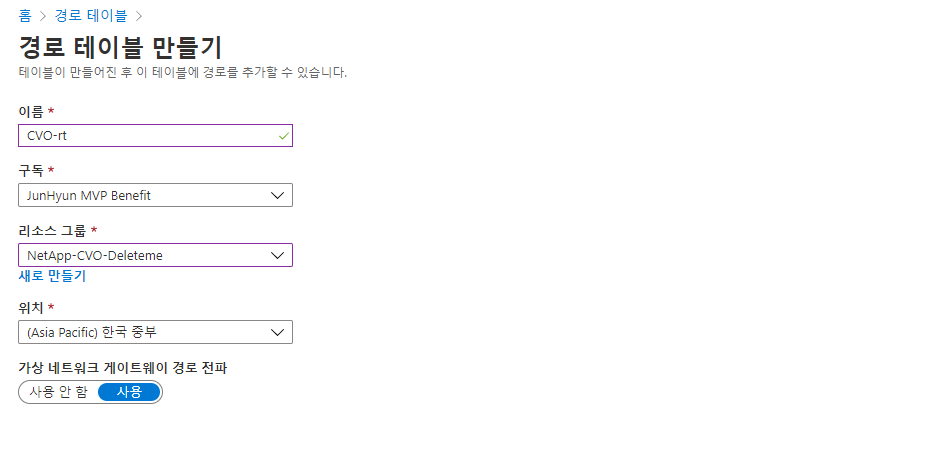 홈 > 경로 테이블 >
경로 테이블 만들기
테이블이 만들어진 후 이 테이블에 경로를 추가할 수 있습니다.
이름 *
CVO-rt
구독 *
JunHyun MVP Benefit
리소스 그룹 *
NetApp-CVO-Deleteme
새로 만들기
위치 *
(Asia Pacific) 한국 중부
가상 네트워크 게이트웨이 경로 전파
사용 안 함 사용